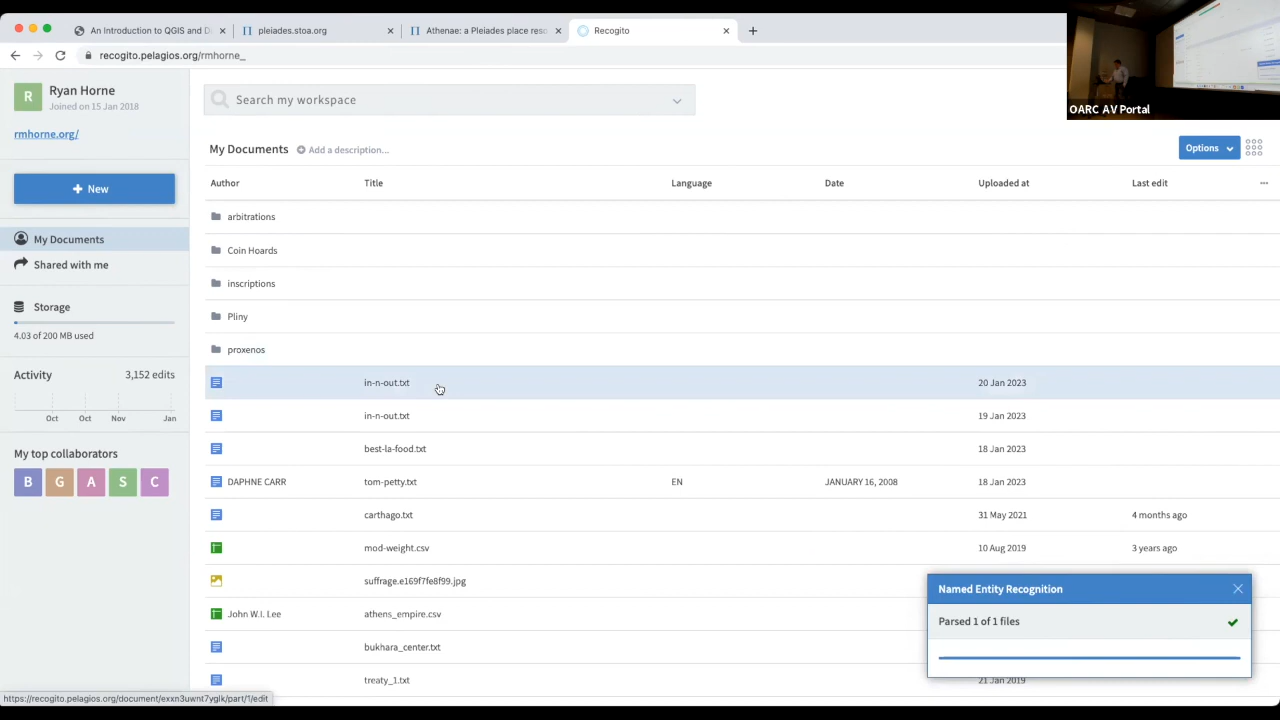 An Introduction to QGIS and D
pleiades.stoa.org
Athenae: a Pleiades place reso
Recogito
recogito.pelagios.org/rmhorne_
OARC AV Portal
R
Ryan Horne
Joined on 15 Jan 2018
rmhorne.org/
New
My Documents
Shared with me
Storage
4.03 of 200 MB used
Activity 3,152 edits
Oct Oct Nov Jan
My top collaborators
B G A S C
Search my workspace
My Documents Add a description...
Options
Author Title Language Date Uploaded at Last edit ...
arbitrations
Coin Hoards
inscriptions
Pliny
proxenos
in-n-out.txt 20 Jan 2023
in-n-out.txt 19 Jan 2023
best-la-food.txt 18 Jan 2023
DAPHNE CARR tom-petty.txt EN JANUARY 16, 2008 18 Jan 2023
carthago.txt 31 May 2021 4 months ago
mod-weight.csv 10 Aug 2019 3 years ago
suffrage.e169f7fe8f99.jpg
John W.I. Lee athens_empire.csv
bukhara_center.txt
treaty_1.txt 21 Jan 2019
Named Entity Recognition
Parsed 1 of 1 files
https://recogito.pelagios.org/document/exxn3uwnt7yglk/part/1/edit